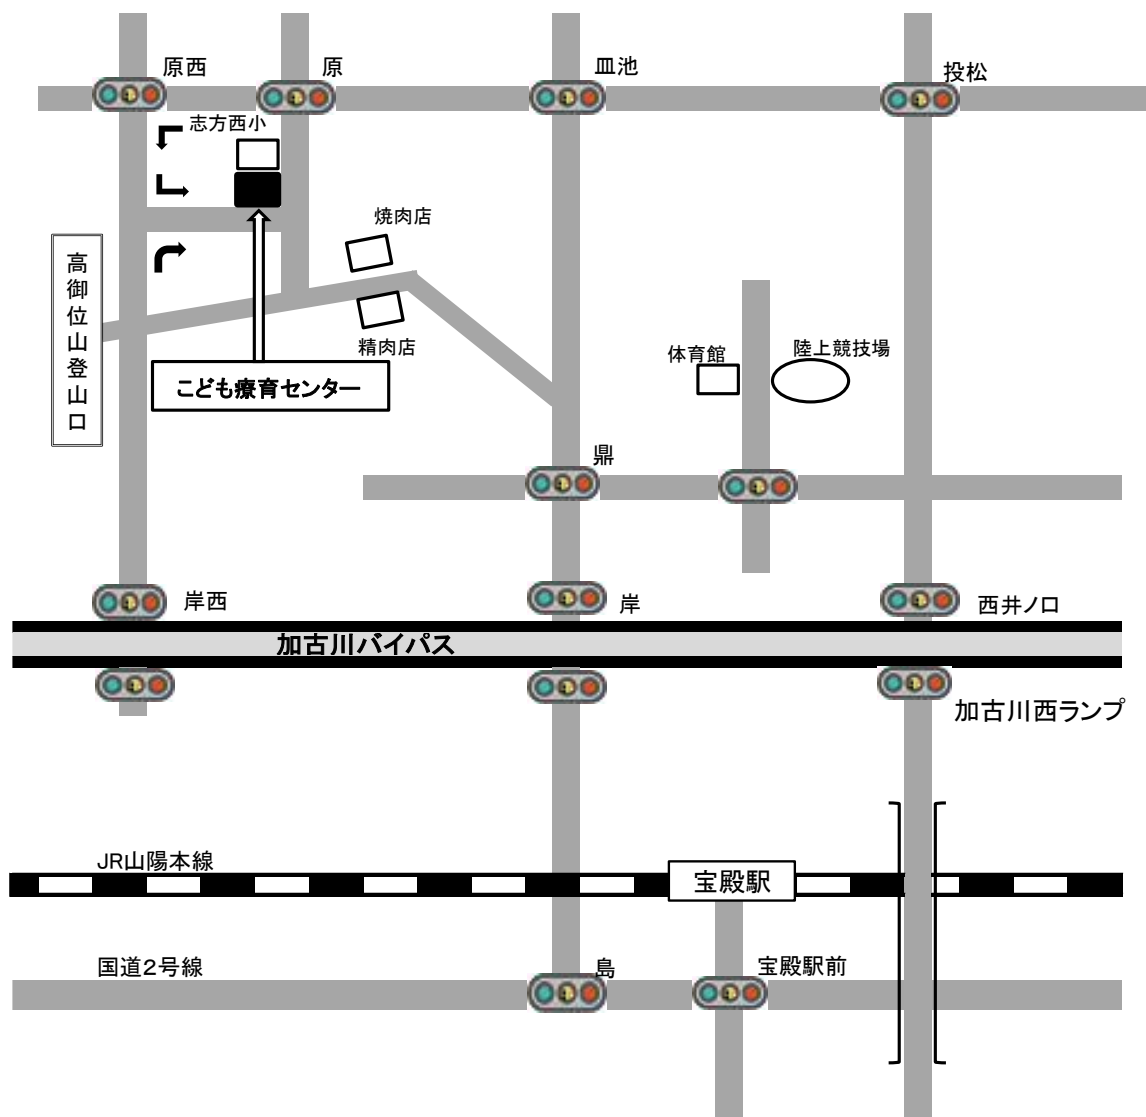 原西
原
皿池
投松
志方西小
焼肉店
高御位山登山口
精肉店
体育館
陸上競技場
こども療育センター
鼎
岸西
岸
西井ノ口
加古川バイパス
加古川西ランプ
JR山陽本線
宝殿駅
国道2号線
島
宝殿駅前